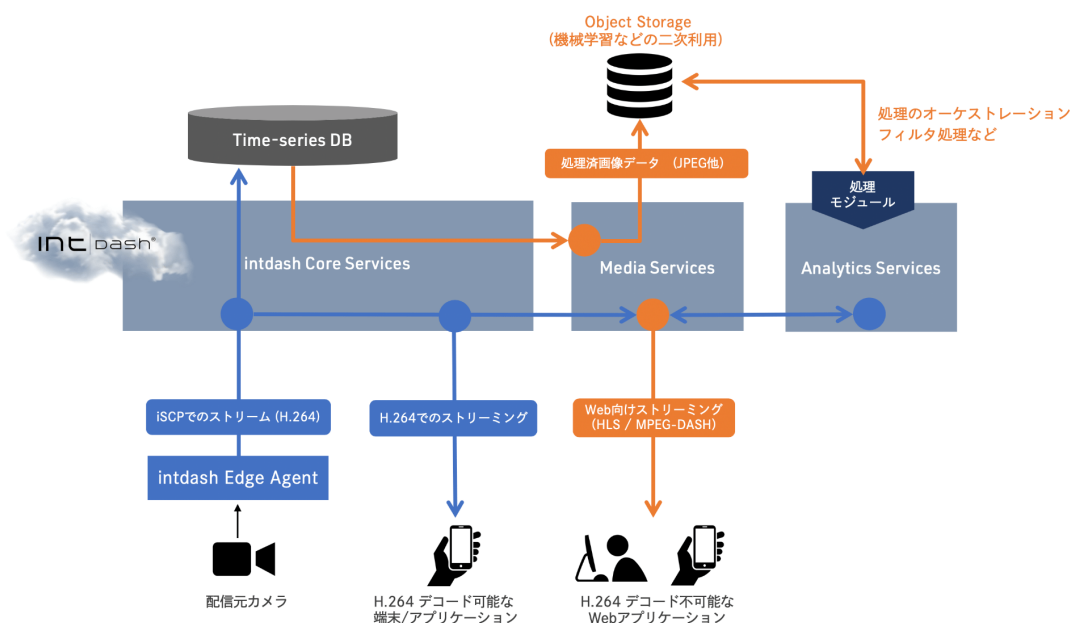 Object Storage
(機械学習などの二次利用)
Time-series DB
処理のオーケストレーション
フィルタ処理など
処理済画像データ (JPEG他)
処理
モジュール
int dash®
intdash Core Services
Media Services
Analytics Services
iSCPでのストリーム (H.264)
H.264でのストリーミング
Web向けストリーミング
(HLS / MPEG-DASH)
intdash Edge Agent
配信元カメラ
H.264 デコード可能な
端末/アプリケーション
H.264 デコード不可能な
Webアプリケーション